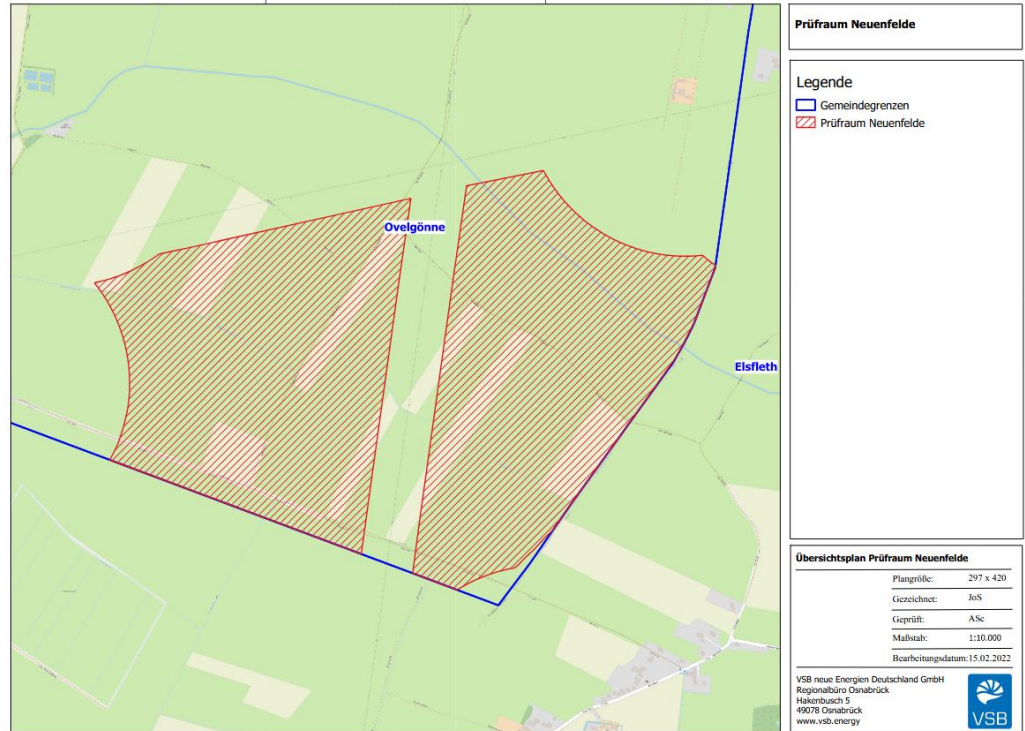 Prüfraum Neuenfelde
Legende
Gemeindegrenzen
Prüfraum Neuenfelde
Ovelgönne
Elsfleth
Übersichtsplan Prüfraum Neuenfelde
Plangröße: 297 x 420
Gezeichnet: JoS
Geprüft: ASc
Maßstab: 1:10.000
Bearbeitungsdatum: 15.02.2022
VSB neue Energien Deutschland GmbH
Regionalbüro Osnabrück
Hakenbusch 5
49078 Osnabrück
www.vsb.energy
VSB